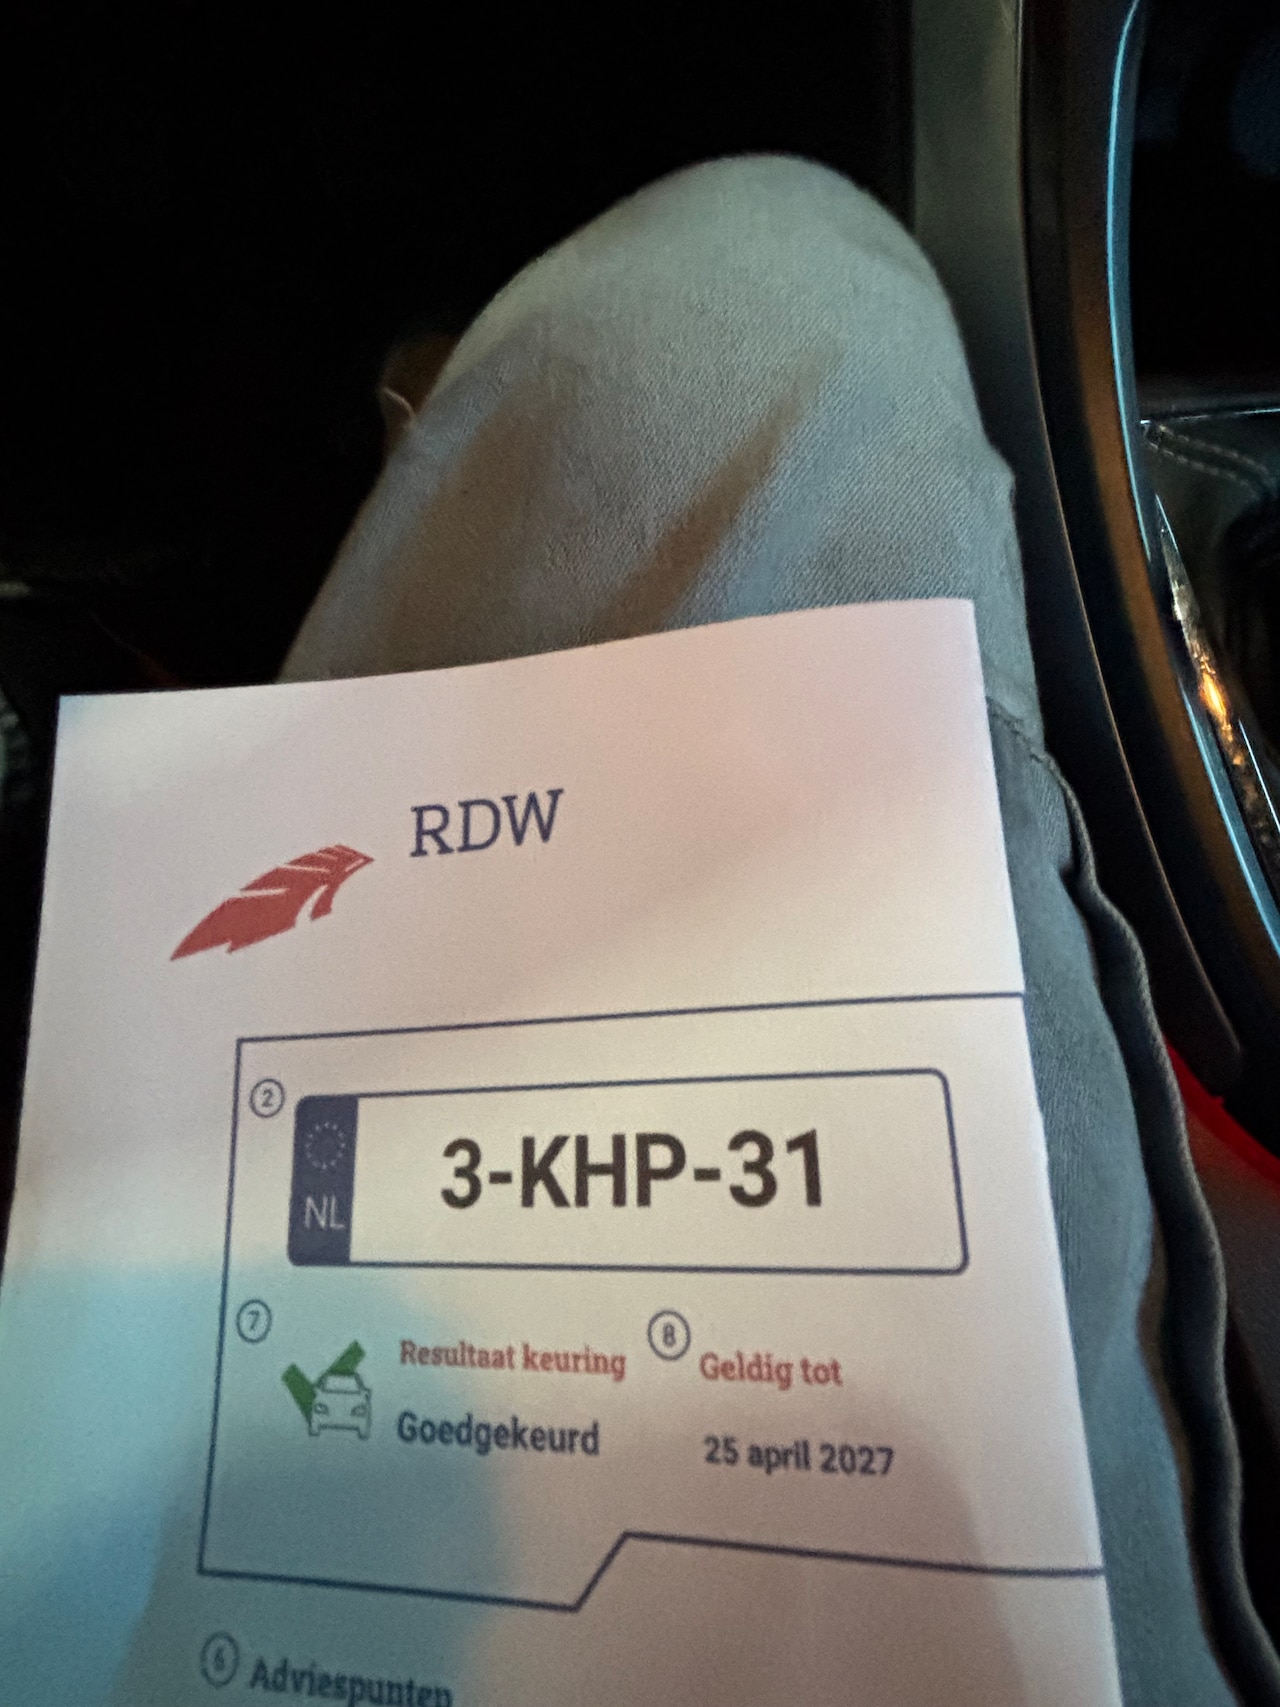 RDW
2
NL
3-KHP-31
7
Resultaat keuring
Goedgekeurd
8
Geldig tot
25 april 2027
6 Adviespunten